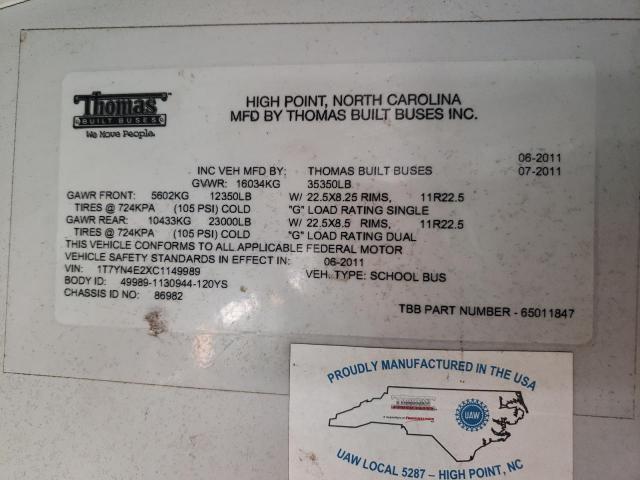 Thomas
BUILT BUSES
We Move People.
HIGH POINT, NORTH CAROLINA
MFD BY THOMAS BUILT BUSES INC.
06-2011
INC VEH MFD BY: THOMAS BUILT BUSES 07-2011
GVWR: 16034KG 35350LB
GAWR FRONT: 5602KG 12350LB W/ 22.5X8.25 RIMS, 11R22.5
TIRES @ 724KPA (105 PSI) COLD "G" LOAD RATING SINGLE
GAWR REAR: 10433KG 23000LB W/ 22.5X8.5 RIMS, 11R22.5
TIRES @ 724KPA (105 PSI) COLD "G" LOAD RATING DUAL
THIS VEHICLE CONFORMS TO ALL APPLICABLE FEDERAL MOTOR
VEHICLE SAFETY STANDARDS IN EFFECT IN: 06-2011
VIN: 1T7YN4E2XC1149989 VEH. TYPE: SCHOOL BUS
BODY ID: 49989-1130944-120YS
CHASSIS ID NO: 86982
TBB PART NUMBER - 65011847
PROUDLY MANUFACTURED IN THE USA
UAW
UAW LOCAL 5287 – HIGH POINT, NC